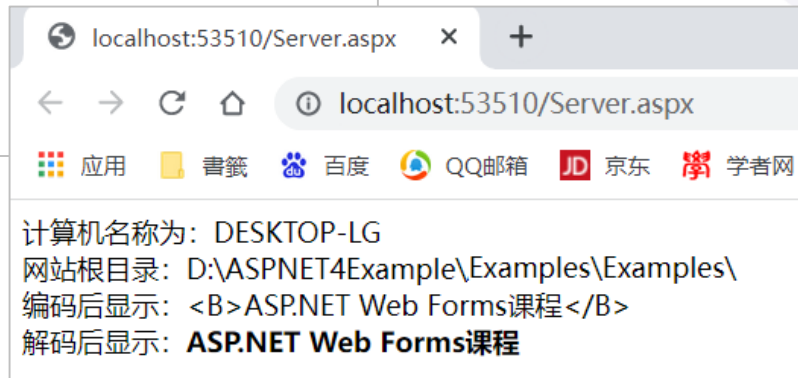 localhost:53510/Server.aspx
localhost:53510/Server.aspx
应用 書籤 百度 QQ邮箱 JD 京东 學 学者网
计算机名称为：DESKTOP-LG
网站根目录：D:\ASPNET4Example\Examples\Examples\
编码后显示：<B>ASP.NET Web Forms课程</B>
解码后显示：ASP.NET Web Forms课程